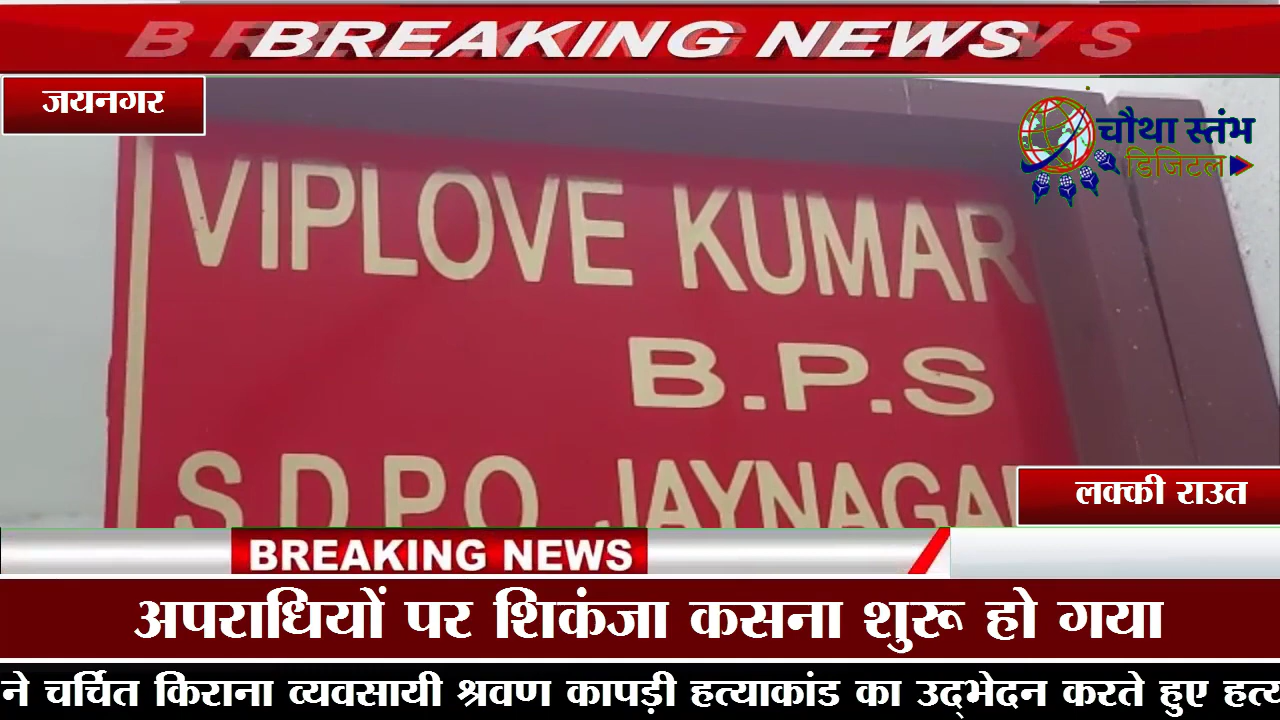 BREAKING NEWS
जयनगर
चौथा स्तंभ
डिजिटल
VIPLOVE KUMAR
B.P.S
S.D.P.O JAYNAGAR
लक्की राउत
BREAKING NEWS
अपराधियों पर शिकंजा कसना शुरू हो गया
ने चर्चित किराना व्यवसायी श्रवण कापड़ी हत्याकांड का उद्भेदन करते हुए